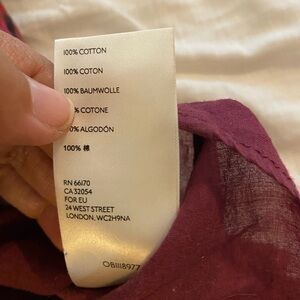 100% COTTON
100% COTON
100% BAUMWOLLE
% COTONE
0% ALGODÓN
100% 棉
RN 66170
CA 32054
FOR EU
24 WEST STREET
LONDON, WC2H9NA